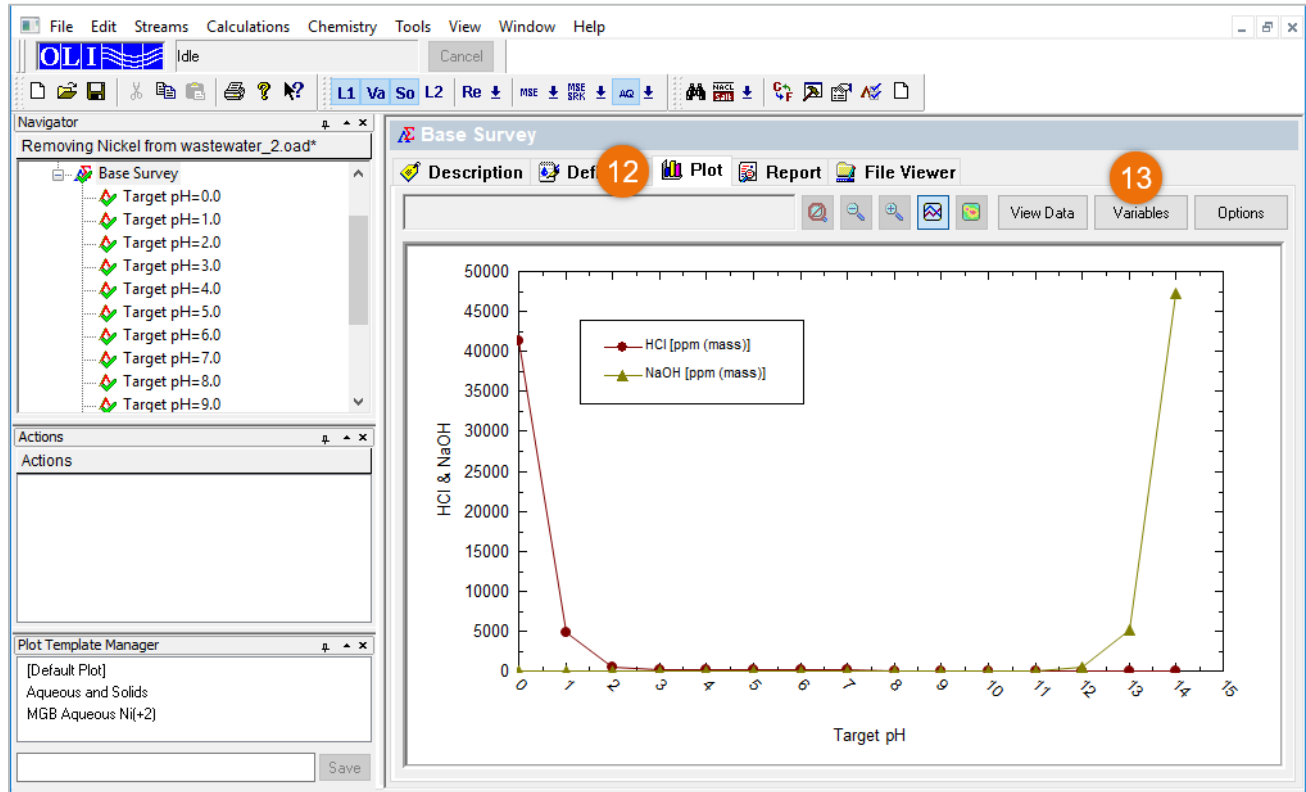 File Edit Streams Calculations Chemistry Tools View Window Help
OLI Idle Cancel
L1 Va So L2 Re MSE MSE SRK AQ NACL
Navigator
Removing Nickel from wastewater_2.oad*
Base Survey
Target pH=0.0
Target pH=1.0
Target pH=2.0
Target pH=3.0
Target pH=4.0
Target pH=5.0
Target pH=6.0
Target pH=7.0
Target pH=8.0
Target pH=9.0
Actions
Actions
Plot Template Manager
[Default Plot]
Aqueous and Solids
MGB Aqueous Ni(+2)
Save
Base Survey
Description Def 12 Plot Report File Viewer
13
View Data Variables Options
50000
45000
40000
35000
30000
25000
20000
15000
10000
5000
0
HCl & NaOH
HCl [ppm (mass)]
NaOH [ppm (mass)]
0 1 2 3 4 5 6 7 8 9 10 11 12 13 14 15
Target pH